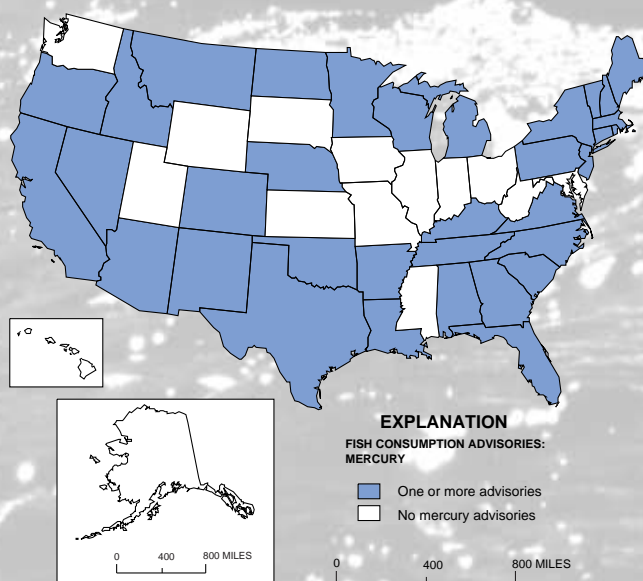 EXPLANATION
FISH CONSUMPTION ADVISORIES:
MERCURY
One or more advisories
No mercury advisories
0 400 800 MILES
0 400 800 MILES